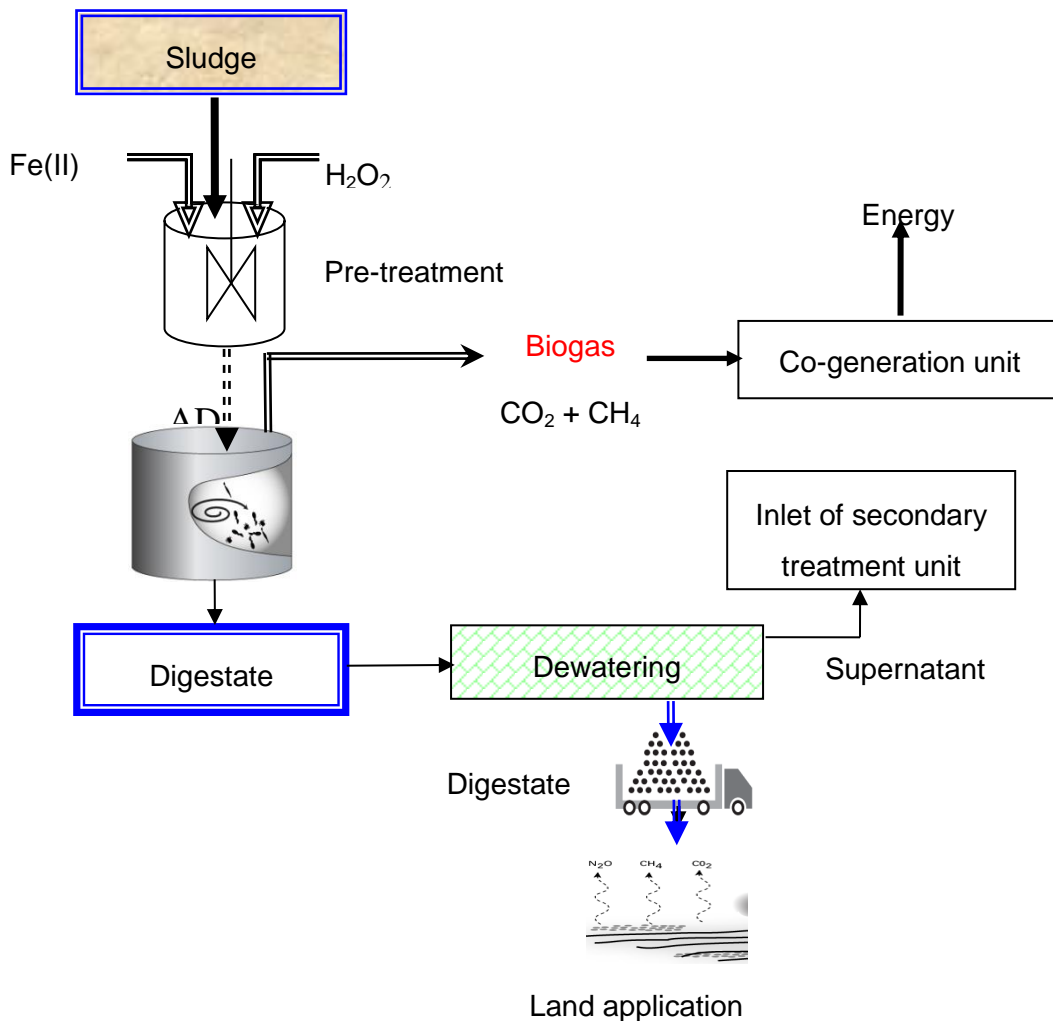 Sludge
Fe(II)
H₂O₂
Energy
Pre-treatment
Biogas
Co-generation unit
CO₂ + CH₄
AD
Inlet of secondary
treatment unit
Digestate
Dewatering
Supernatant
Digestate
N₂O
CH₄
CO₂
Land application